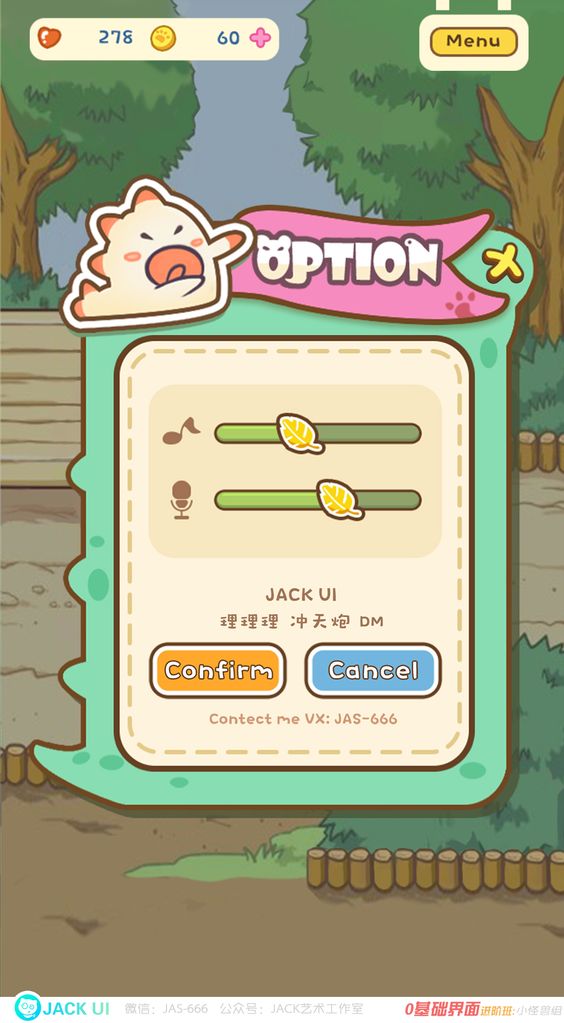 278 60
Menu
OPTION
JACK UI
理理理 冲天炮 DM
Confirm Cancel
Contect me VX: JAS-666
JACK UI 微信：JAS-666 公众号：JACK艺术工作室 0基础界面进阶班:小怪兽组